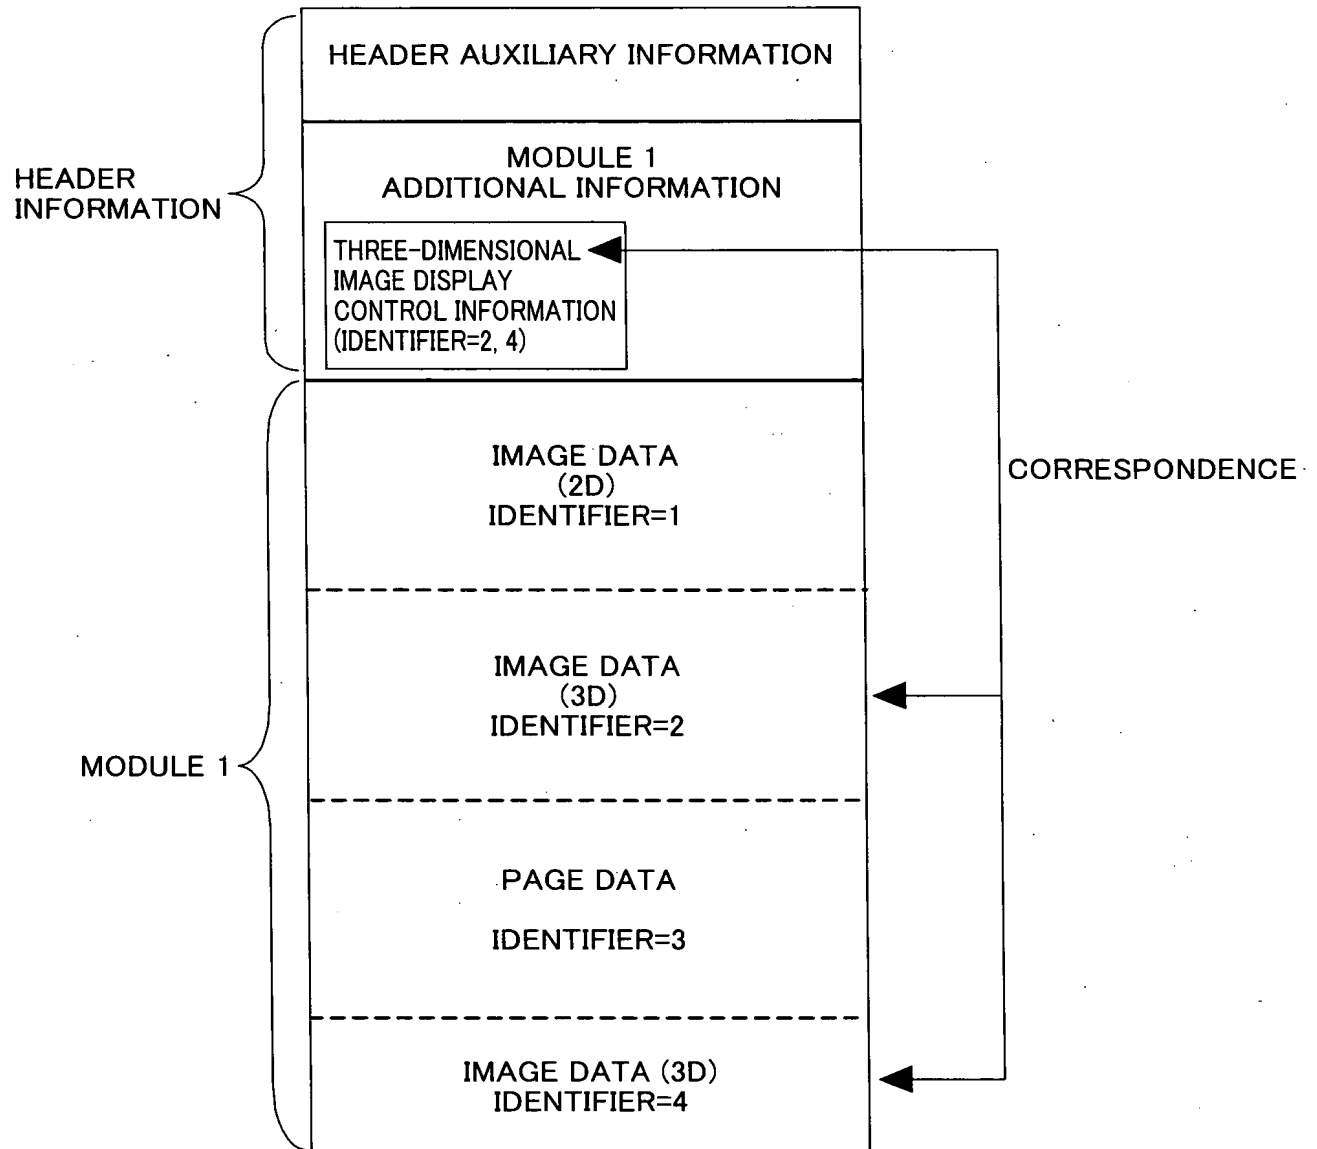 HEADER AUXILIARY INFORMATION
HEADER
INFORMATION
MODULE 1
ADDITIONAL INFORMATION
THREE-DIMENSIONAL
IMAGE DISPLAY
CONTROL INFORMATION
(IDENTIFIER=2, 4)
IMAGE DATA
(2D)
IDENTIFIER=1
CORRESPONDENCE
IMAGE DATA
(3D)
IDENTIFIER=2
MODULE 1
PAGE DATA
IDENTIFIER=3
IMAGE DATA (3D)
IDENTIFIER=4